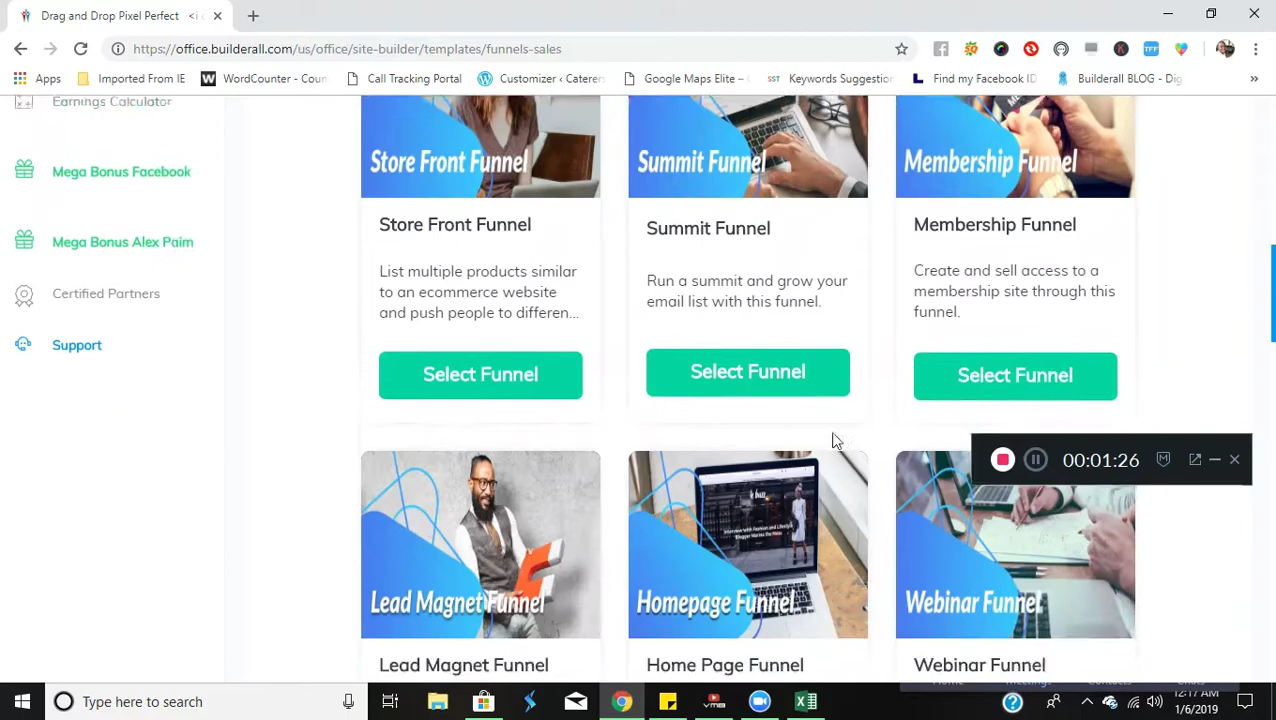 Drag and Drop Pixel Perfect <i c
https://office.builderall.com/us/office/site-builder/templates/funnels-sales
Apps
Imported From IE
WordCounter - Coun
Call Tracking Portal
Customizer ‹ Caterers
Google Maps Elite –
Keywords Suggestion
Find my Facebook ID
Builderall BLOG - Dig
»
Earnings Calculator
Mega Bonus Facebook
Mega Bonus Alex Paim
Certified Partners
Support
Store Front Funnel
Summit Funnel
Membership Funnel
Store Front Funnel
List multiple products similar
to an ecommerce website
and push people to differen...
Select Funnel
Summit Funnel
Run a summit and grow your
email list with this funnel.
Select Funnel
Membership Funnel
Create and sell access to a
membership site through this
funnel.
Select Funnel
00:01:26
Lead Magnet Funnel
Homepage Funnel
Webinar Funnel
Lead Magnet Funnel
Home Page Funnel
Webinar Funnel
Type here to search
12:17 AM
1/6/2019